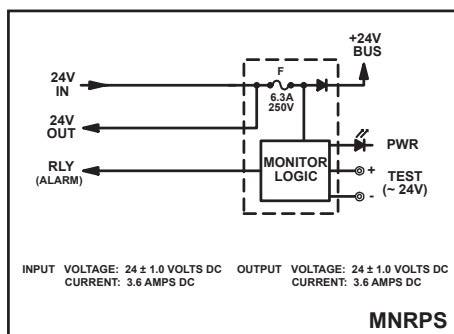 +24V
BUS
24V
IN
F
6.3A
250V
24V
OUT
RLY
(ALARM)
MONITOR
LOGIC
PWR
+
TEST
(~ 24V)
-
INPUT VOLTAGE: 24 ± 1.0 VOLTS DC
CURRENT: 3.6 AMPS DC
OUTPUT VOLTAGE: 24 ± 1.0 VOLTS DC
CURRENT: 3.6 AMPS DC
MNRPS